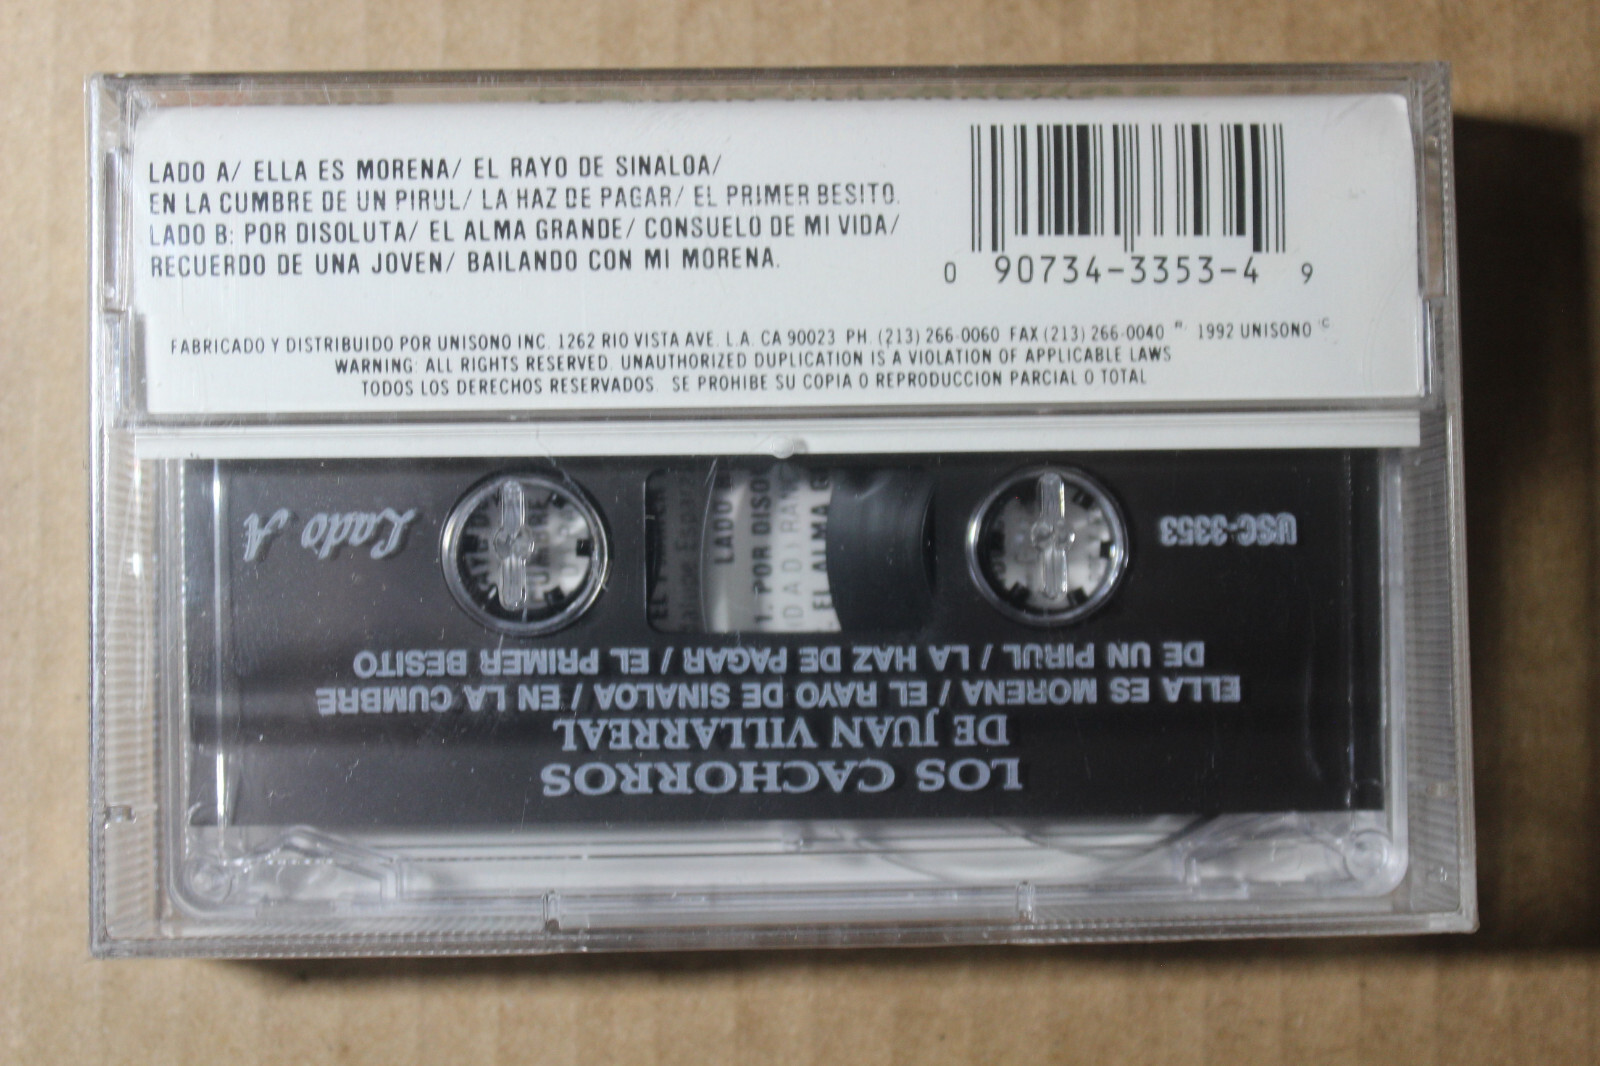 LADO A/ ELLA ES MORENA/ EL RAYO DE SINALOA/
EN LA CUMBRE DE UN PIRUL/ LA HAZ DE PAGAR/ EL PRIMER BESITO.
LADO B: POR DISOLUTA/ EL ALMA GRANDE/ CONSUELO DE MI VIDA/
RECUERDO DE UNA JOVEN/ BAILANDO CON MI MORENA.
0 90734-3353-4 9
FABRICADO Y DISTRIBUIDO POR UNISONO INC. 1262 RIO VISTA AVE. L.A. CA 90023 PH. (213) 266-0060 FAX (213) 266-0040 1992 UNISONO
WARNING: ALL RIGHTS RESERVED. UNAUTHORIZED DUPLICATION IS A VIOLATION OF APPLICABLE LAWS
TODOS LOS DERECHOS RESERVADOS. SE PROHIBE SU COPIA O REPRODUCCION PARCIAL O TOTAL
LOS CACHORROS
DE JUAN VILLARREAL
ELLA ES MORENA / EL RAYO DE SINALOA / EN LA CUMBRE
DE UN PIRUL / LA HAZ DE PAGAR / EL PRIMER BESITO
USC-3353
Lado A
LADO
1. POR DISOL
EL ALMA G